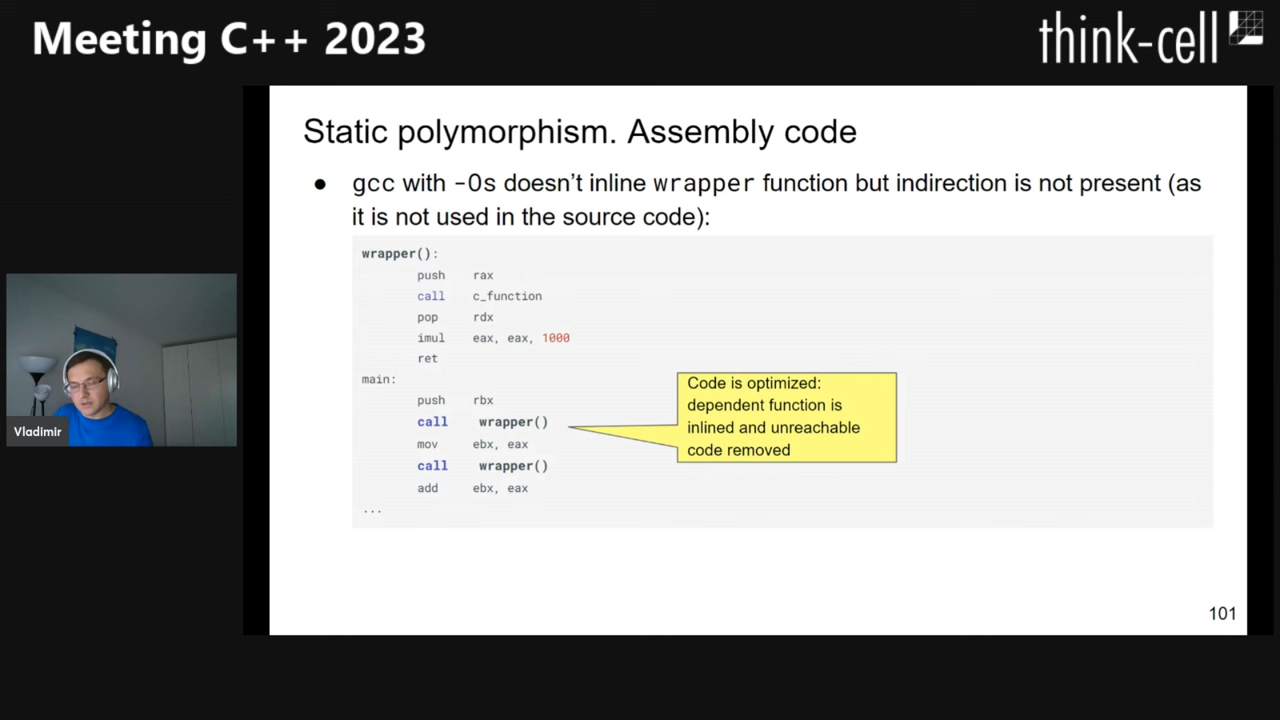 Meeting C++ 2023
think-cell
Static polymorphism. Assembly code
● gcc with -Os doesn’t inline wrapper function but indirection is not present (as
it is not used in the source code):
wrapper():
push rax
call c_function
pop rdx
imul eax, eax, 1000
ret
main:
push rbx
call wrapper()
mov ebx, eax
call wrapper()
add ebx, eax
...
Code is optimized:
dependent function is
inlined and unreachable
code removed
Vladimir
101